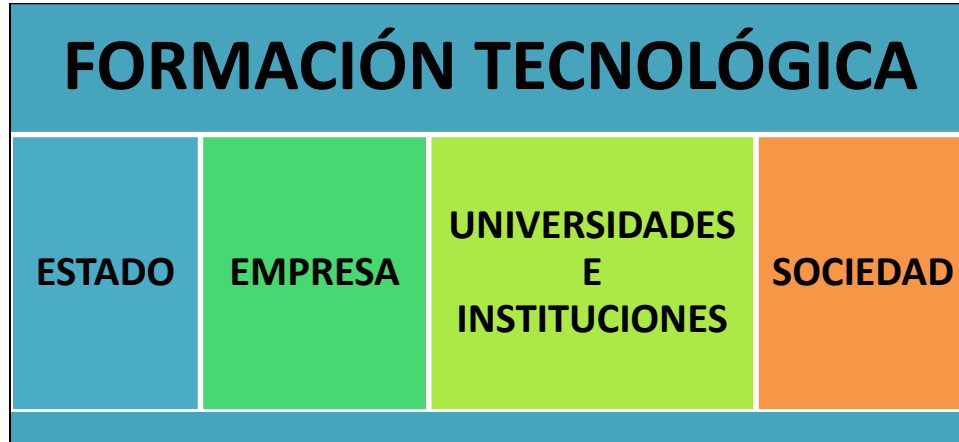 FORMACIÓN TECNOLÓGICA
ESTADO
EMPRESA
UNIVERSIDADES
E
INSTITUCIONES
SOCIEDAD